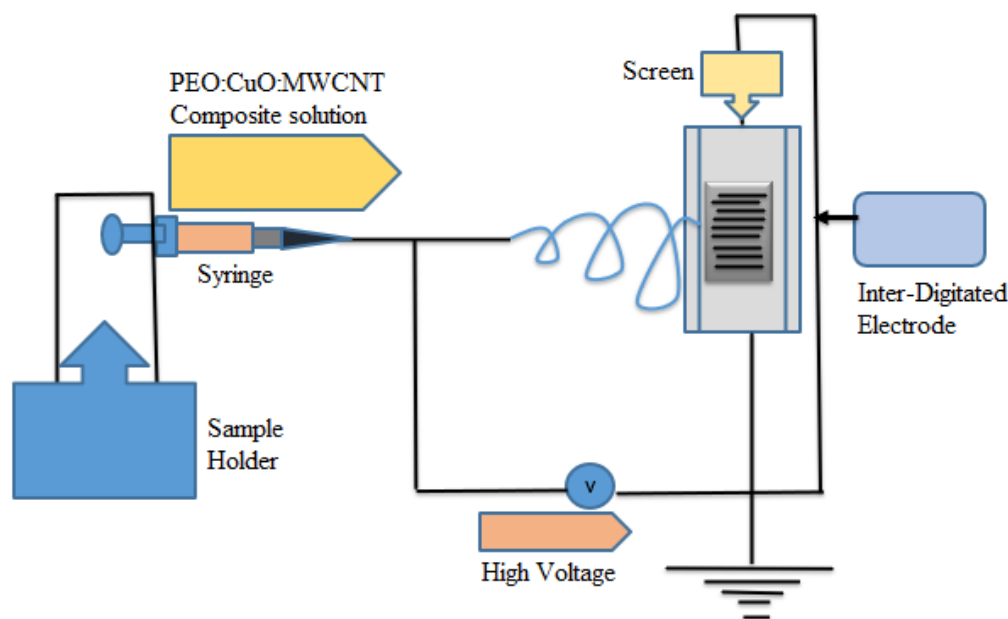 PEO:CuO:MWCNT
Composite solution
Screen
Syringe
Inter-Digitated
Electrode
Sample
Holder
V
High Voltage